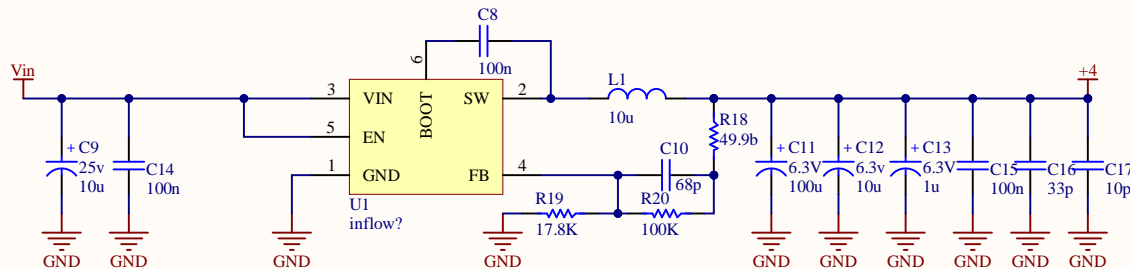 C8
100n
6
Vin
+4
3
VIN
BOOT
SW
2
L1
10u
5
EN
1
GND
FB
4
U1
inflow?
+
C9
25v
10u
C14
100n
R18
49.9b
C10
68p
R19
17.8K
R20
100K
+
C11
6.3V
100u
+
C12
6.3v
10u
+
C13
6.3V
1u
C15
100n
C16
33p
C17
10p
GND
GND
GND
GND
GND
GND
GND
GND
GND
GND